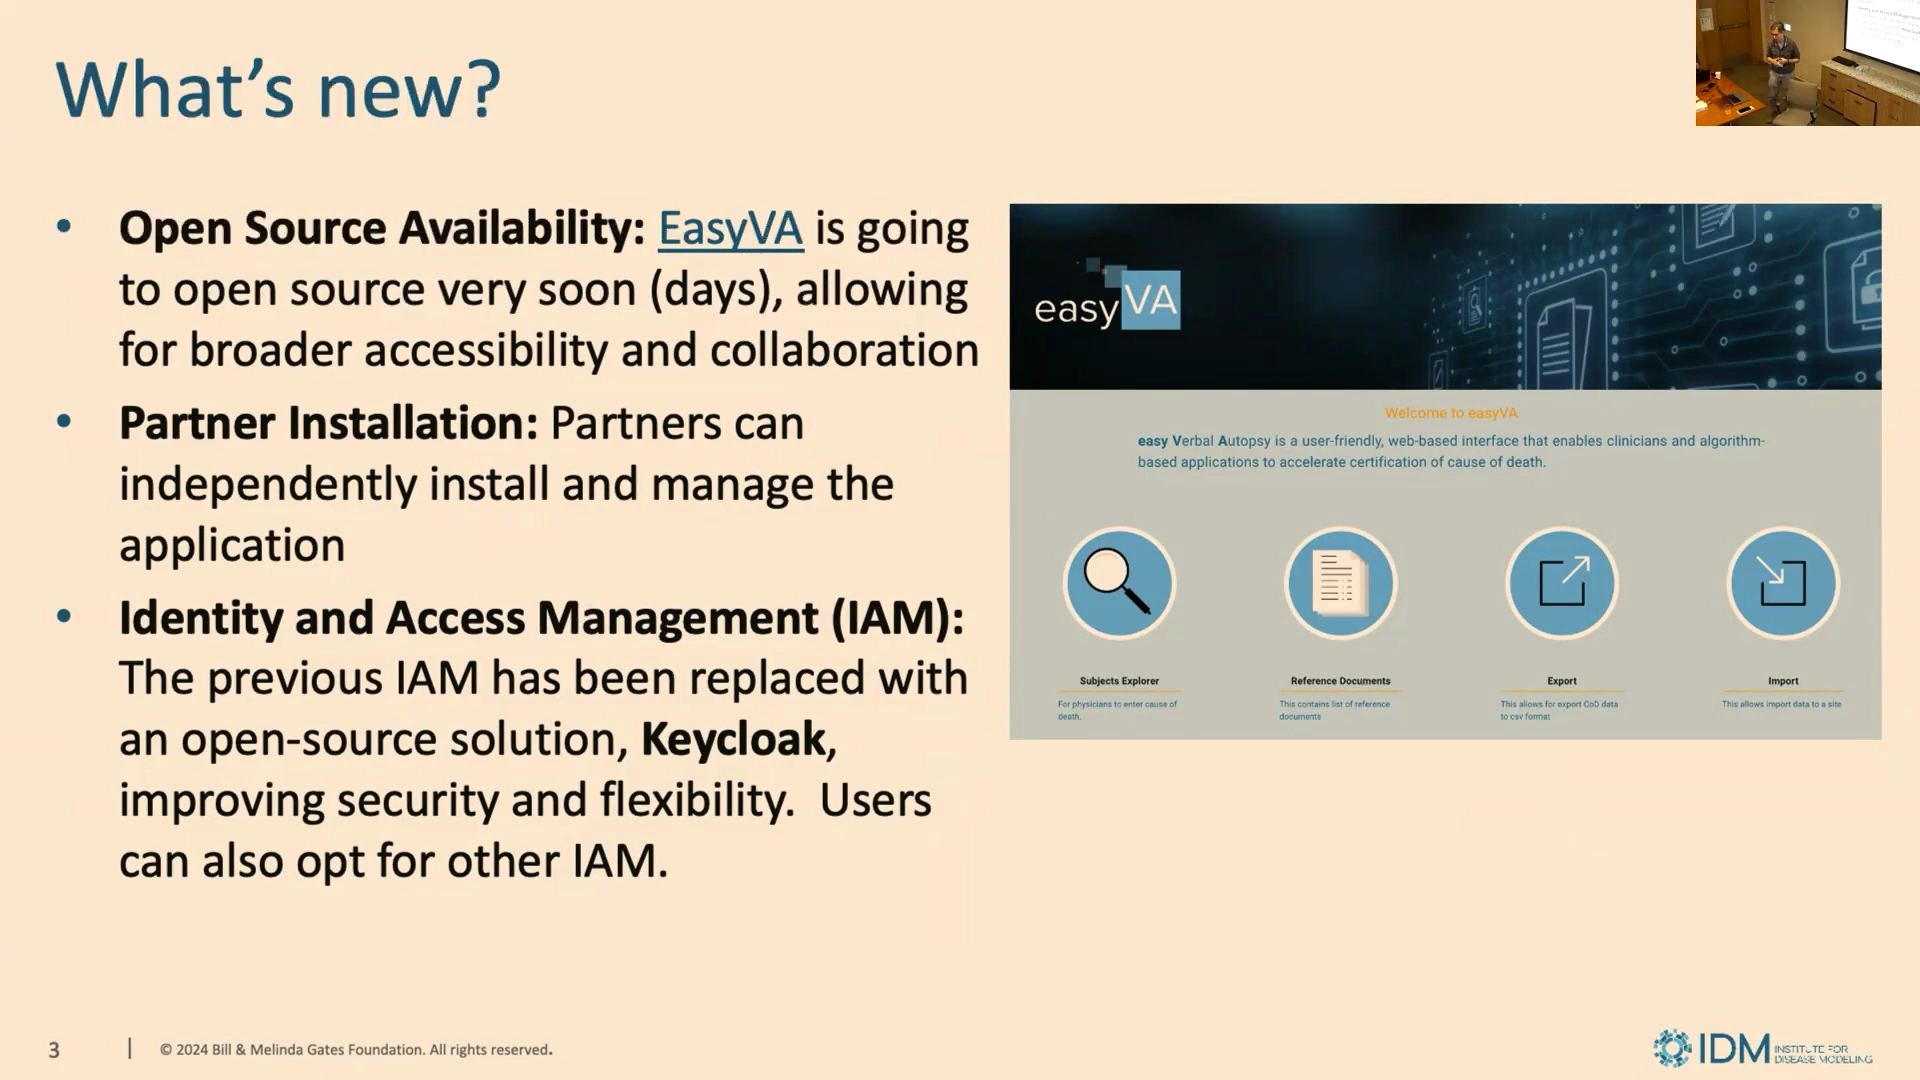 What's new?
• Open Source Availability: EasyVA is going
to open source very soon (days), allowing
for broader accessibility and collaboration
• Partner Installation: Partners can
independently install and manage the
application
• Identity and Access Management (IAM):
The previous IAM has been replaced with
an open-source solution, Keycloak,
improving security and flexibility.  Users
can also opt for other IAM.
easyVA
Welcome to easyVA
easy Verbal Autopsy is a user-friendly, web-based interface that enables clinicians and algorithm-
based applications to accelerate certification of cause of death.
Subjects Explorer
For physicians to enter cause of
death.
Reference Documents
This contains list of reference
documents
Export
This allows for export CoD data
to csv format
Import
This allows import data to a site
3 | © 2024 Bill & Melinda Gates Foundation. All rights reserved.
IDM INSTITUTE FOR
DISEASE MODELING